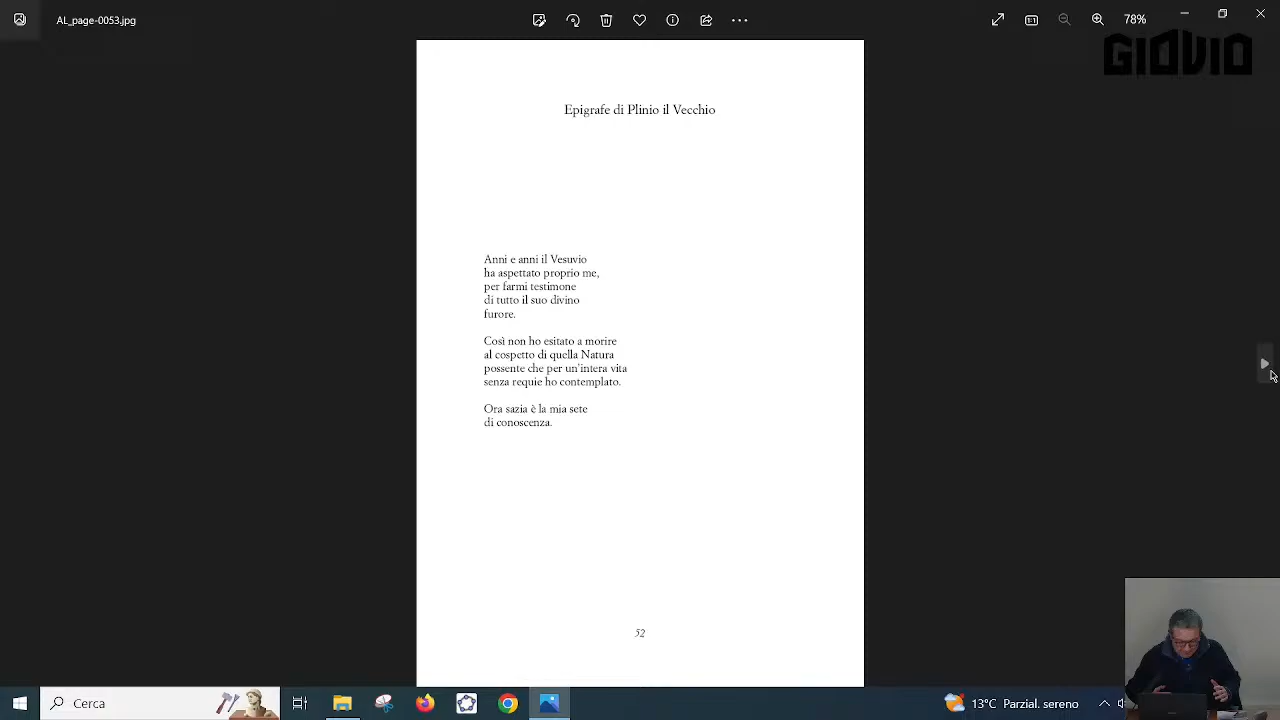 AL_page-0053.jpg
78%
GIOVIO
Epigrafe di Plinio il Vecchio
Anni e anni il Vesuvio
ha aspettato proprio me,
per farmi testimone
di tutto il suo divino
furore.
Così non ho esitato a morire
al cospetto di quella Natura
possente che per un'intera vita
senza requie ho contemplato.
Ora sazia è la mia sete
di conoscenza.
52
Cerca
13°C Parzial. sereno